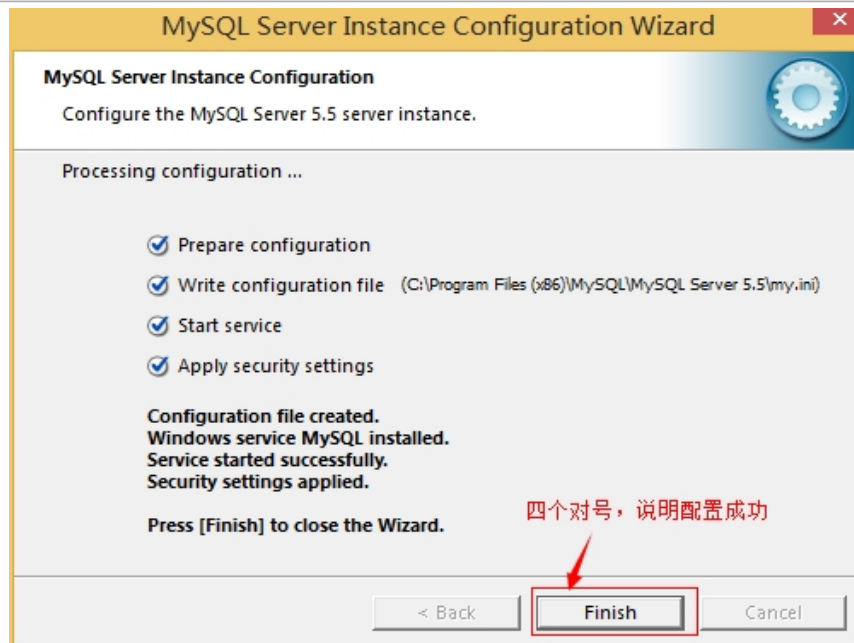 MySQL Server Instance Configuration Wizard
MySQL Server Instance Configuration
Configure the MySQL Server 5.5 server instance.
Processing configuration ...
Prepare configuration
Write configuration file (C:\Program Files (x86)\MySQL\MySQL Server 5.5\my.ini)
Start service
Apply security settings
Configuration file created.
Windows service MySQL installed.
Service started successfully.
Security settings applied.
四个对号，说明配置成功
Press [Finish] to close the Wizard.
< Back Finish Cancel